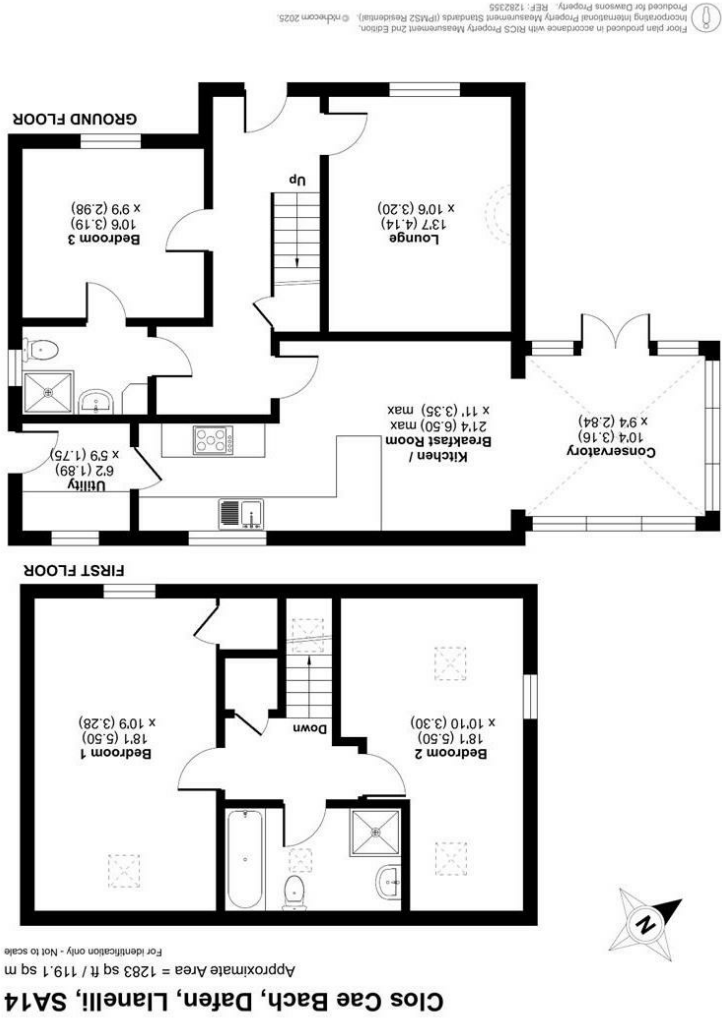 Clos Cae Bach, Dafen, Llanelli, SA14
Approximate Area = 1283 sq ft / 119.1 sq m
For identification only - Not to scale
N
Bedroom 2
18'1 (5.50)
x 10'10 (3.30)
Down
Bedroom 1
18'1 (5.50)
x 10'9 (3.28)
FIRST FLOOR
Conservatory
10'4 (3.16)
x 9'4 (2.84)
Kitchen /
Breakfast Room
21'4 (6.50) max
x 11' (3.35) max
Utility
6'2 (1.89)
x 5'9 (1.75)
Lounge
13'7 (4.14)
x 10'6 (3.20)
Up
Bedroom 3
10'6 (3.19)
x 9'9 (2.98)
GROUND FLOOR
Floor plan produced in accordance with RICS Property Measurement 2nd Edition,
Incorporating International Property Measurement Standards (IPMS2 Residential). © nichecom 2025.
Produced for Dawsons Property. REF: 1282355